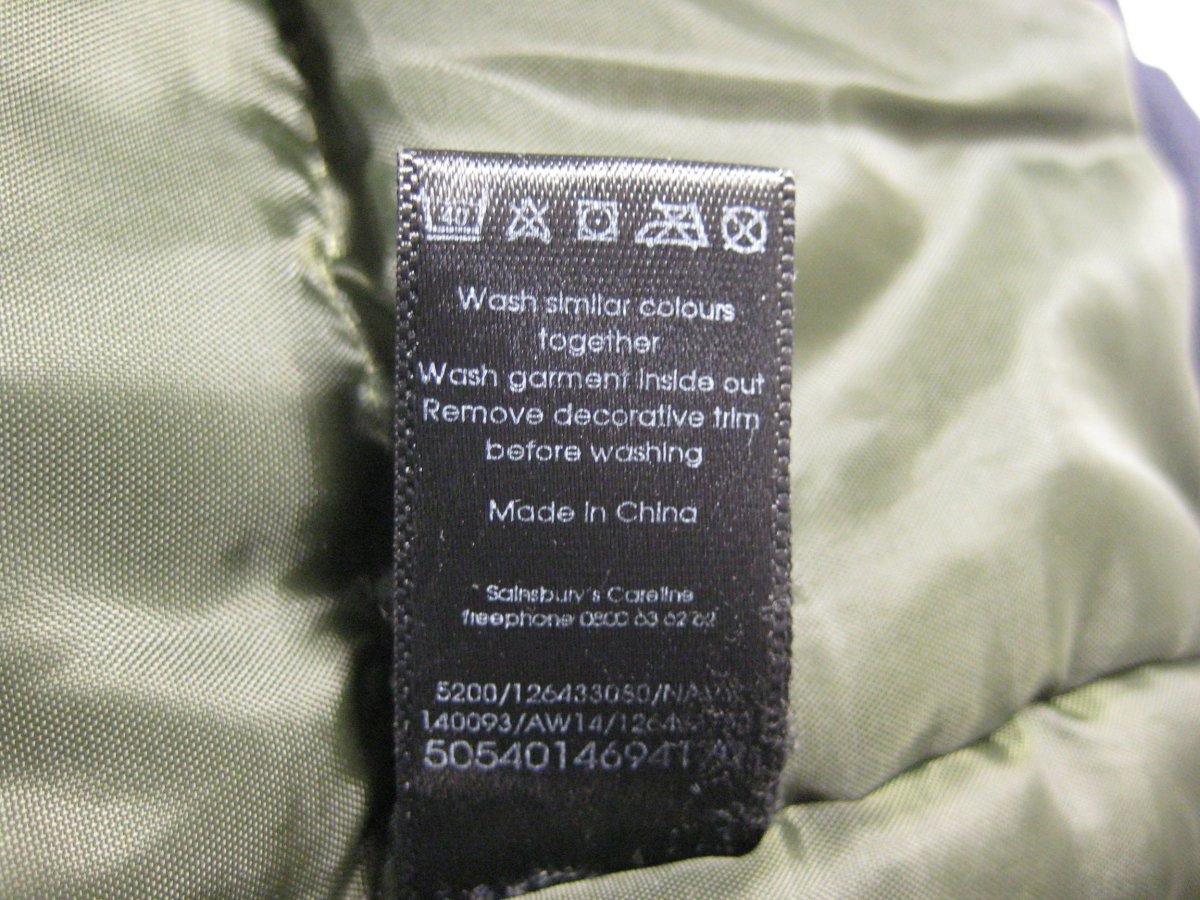 40
Wash similar colours
together
Wash garment inside out
Remove decorative trim
before washing
Made in China
Sainsbury's Careline
freephone 0800 63 62 62
5200/126433080/NAVY
140093/AW14/